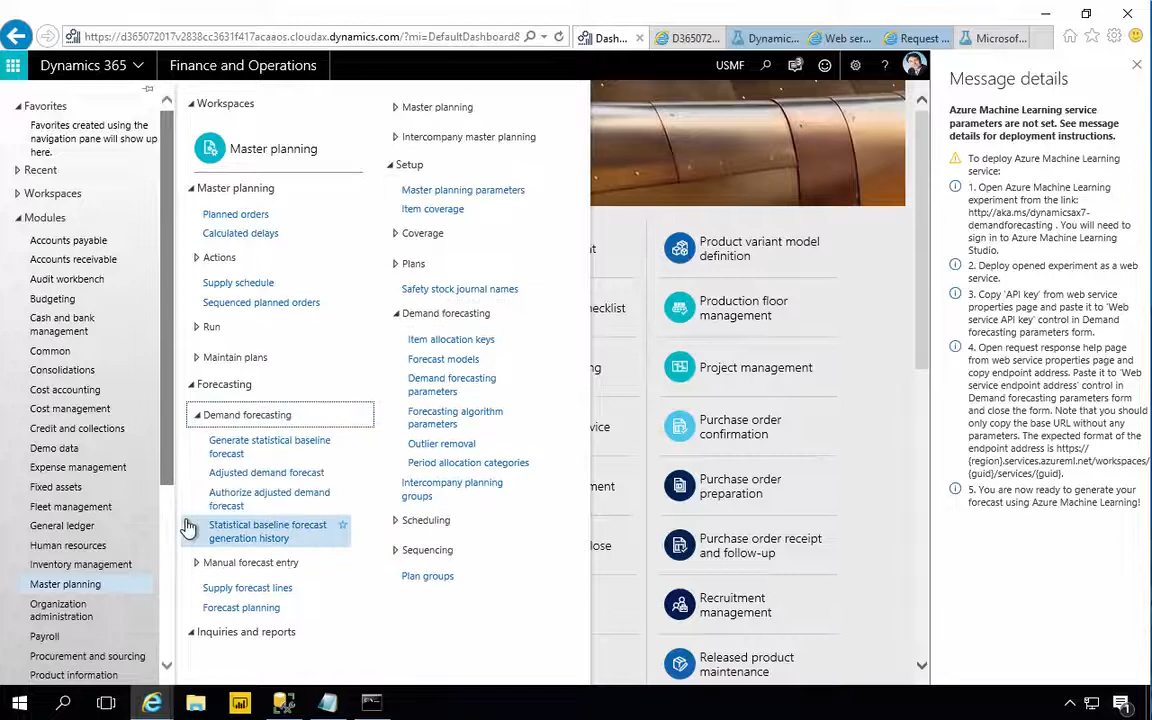 https://d365072017v2838cc3631f417acaaos.cloudax.dynamics.com/?mi=DefaultDashboard&
Dash...
D365072...
Dynamic...
Web ser...
Request ...
Microsof...
Dynamics 365
Finance and Operations
USMF
Favorites
Favorites created using the
navigation pane will show up
here.
Recent
Workspaces
Modules
Accounts payable
Accounts receivable
Audit workbench
Budgeting
Cash and bank
management
Common
Consolidations
Cost accounting
Cost management
Credit and collections
Demo data
Expense management
Fixed assets
Fleet management
General ledger
Human resources
Inventory management
Master planning
Organization
administration
Payroll
Procurement and sourcing
Product information
Workspaces
Master planning
Master planning
Planned orders
Calculated delays
Actions
Supply schedule
Sequenced planned orders
Run
Maintain plans
Forecasting
Demand forecasting
Generate statistical baseline
forecast
Adjusted demand forecast
Authorize adjusted demand
forecast
Statistical baseline forecast
generation history
Manual forecast entry
Supply forecast lines
Forecast planning
Inquiries and reports
Master planning
Intercompany master planning
Setup
Master planning parameters
Item coverage
Coverage
Plans
Safety stock journal names
Demand forecasting
Item allocation keys
Forecast models
Demand forecasting
parameters
Forecasting algorithm
parameters
Outlier removal
Period allocation categories
Intercompany planning
groups
Scheduling
Sequencing
Plan groups
nt
ecklist
ng
vice
ment
lose
Product variant model
definition
Production floor
management
Project management
Purchase order
confirmation
Purchase order
preparation
Purchase order receipt
and follow-up
Recruitment
management
Released product
maintenance
Message details
Azure Machine Learning service
parameters are not set. See message
details for deployment instructions.
To deploy Azure Machine Learning
service:
1. Open Azure Machine Learning
experiment from the link:
http://aka.ms/dynamicsax7-
demandforecasting . You will need to
sign in to Azure Machine Learning
Studio.
2. Deploy opened experiment as a web
service.
3. Copy 'API key' from web service
properties page and paste it to 'Web
service API key' control in Demand
forecasting parameters form.
4. Open request response help page
from web service properties page and
copy endpoint address. Paste it to 'Web
service endpoint address' control in
Demand forecasting parameters form
and close the form. Note that you should
only copy the base URL without any
parameters. The expected format of the
endpoint address is https://
{region}.services.azureml.net/workspaces/
{guid}/services/{guid}.
5. You are now ready to generate your
forecast using Azure Machine Learning!
1